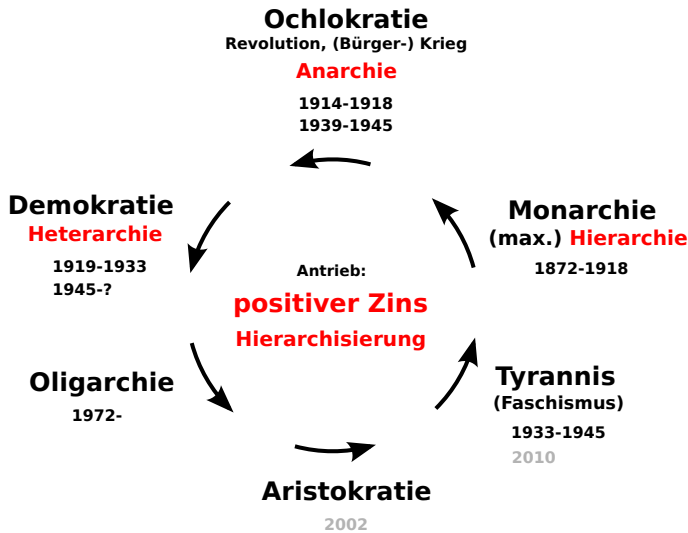 Ochlokratie
Revolution, (Bürger-) Krieg
Anarchie
1914-1918
1939-1945
Demokratie
Heterarchie
1919-1933
1945-?
Monarchie
(max.) Hierarchie
1872-1918
Antrieb:
positiver Zins
Hierarchisierung
Oligarchie
1972-
Tyrannis
(Faschismus)
1933-1945
2010
Aristokratie
2002